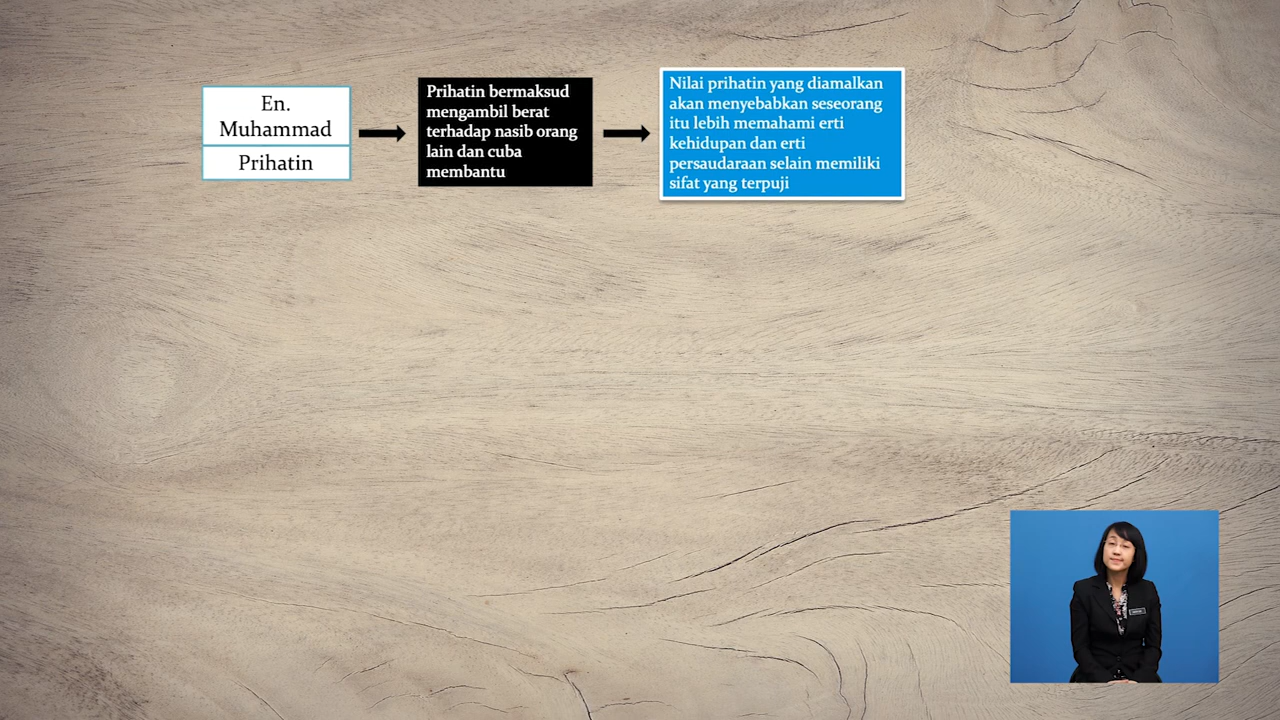 En.
Muhammad
Prihatin
Prihatin bermaksud
mengambil berat
terhadap nasib orang
lain dan cuba
membantu
Nilai prihatin yang diamalkan
akan menyebabkan seseorang
itu lebih memahami erti
kehidupan dan erti
persaudaraan selain memiliki
sifat yang terpuji